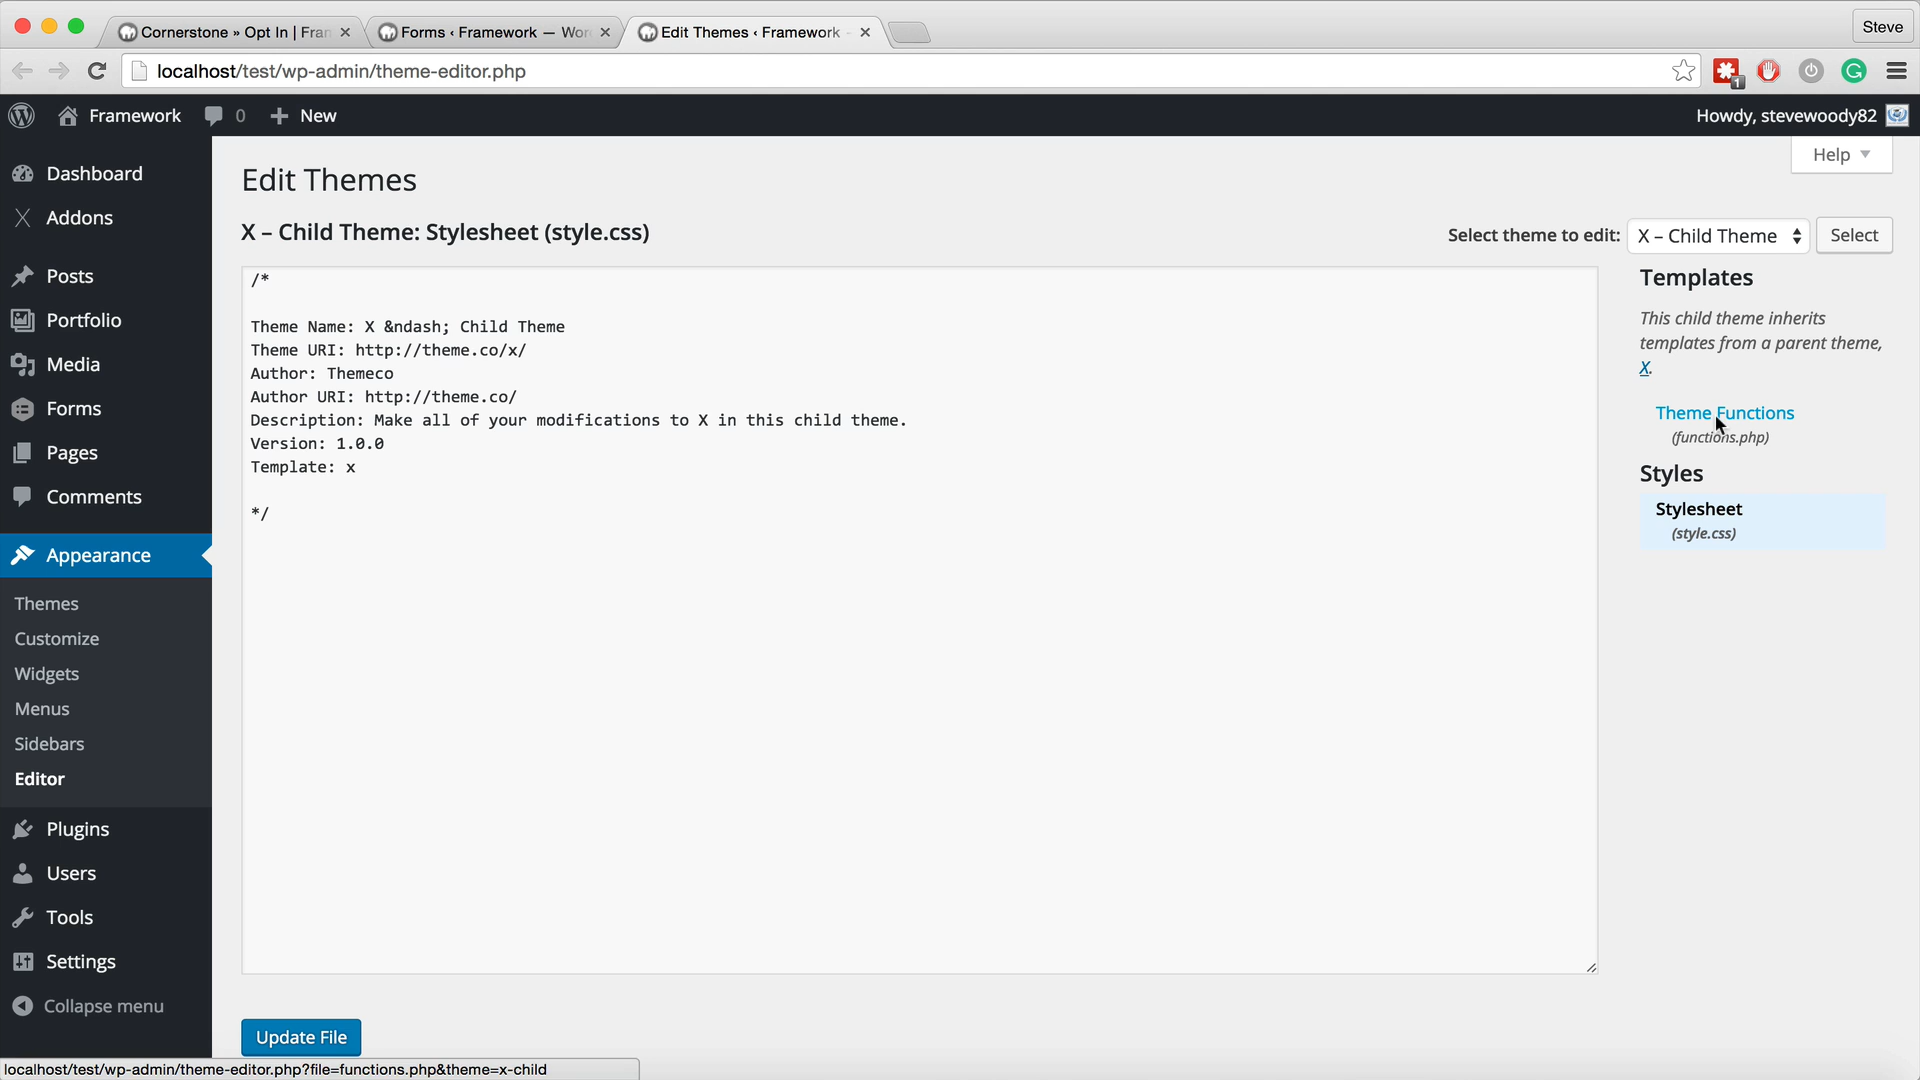 Cornerstone » Opt In | Fran
Forms ‹ Framework — Wor
Edit Themes ‹ Framework
Steve
localhost/test/wp-admin/theme-editor.php
1
Framework
0
New
Howdy, stevewoody82
Help
Dashboard
Addons
Posts
Portfolio
Media
Forms
Pages
Comments
Appearance
Themes
Customize
Widgets
Menus
Sidebars
Editor
Plugins
Users
Tools
Settings
Collapse menu
Edit Themes
X – Child Theme: Stylesheet (style.css)
Select theme to edit:
X – Child Theme
Select
/*
Theme Name: X &ndash; Child Theme
Theme URI: http://theme.co/x/
Author: Themeco
Author URI: http://theme.co/
Description: Make all of your modifications to X in this child theme.
Version: 1.0.0
Template: x
*/
Templates
This child theme inherits
templates from a parent theme,
X.
Theme Functions
(functions.php)
Styles
Stylesheet
(style.css)
Update File
localhost/test/wp-admin/theme-editor.php?file=functions.php&theme=x-child